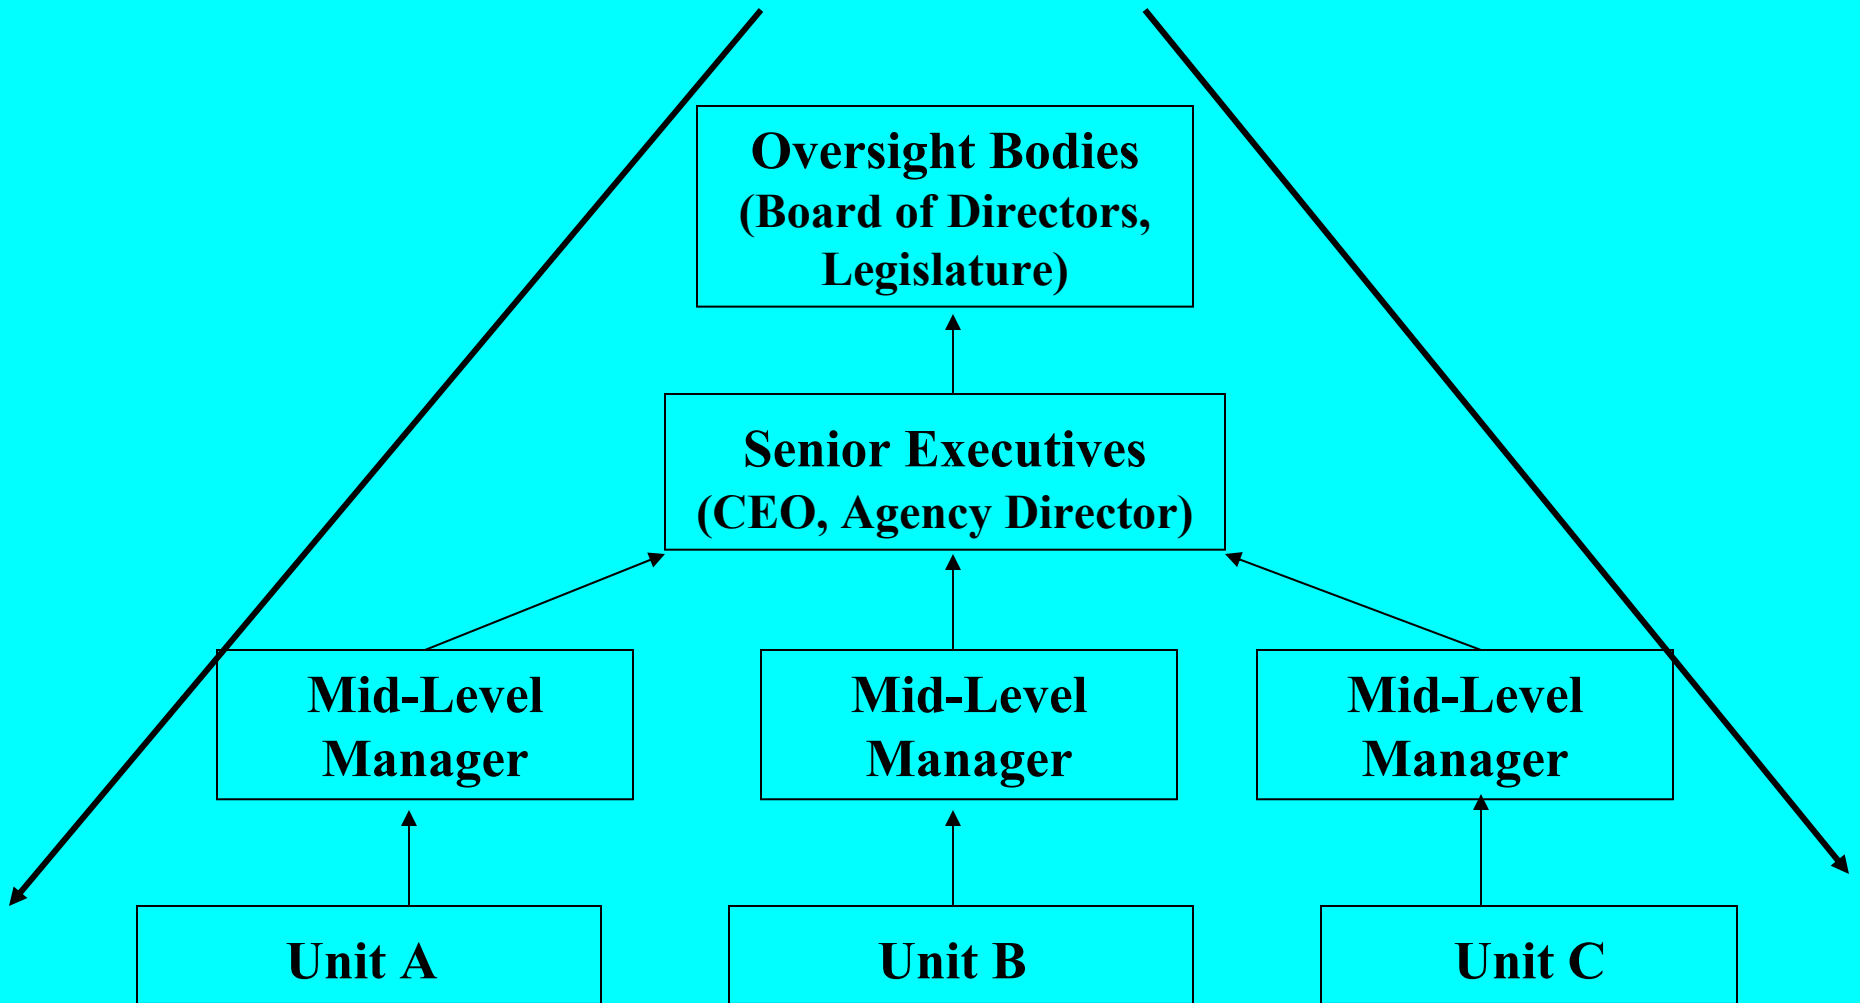 Oversight Bodies
(Board of Directors,
Legislature)
Senior Executives
(CEO, Agency Director)
Mid-Level
Manager
Mid-Level
Manager
Mid-Level
Manager
Unit A
Unit B
Unit C